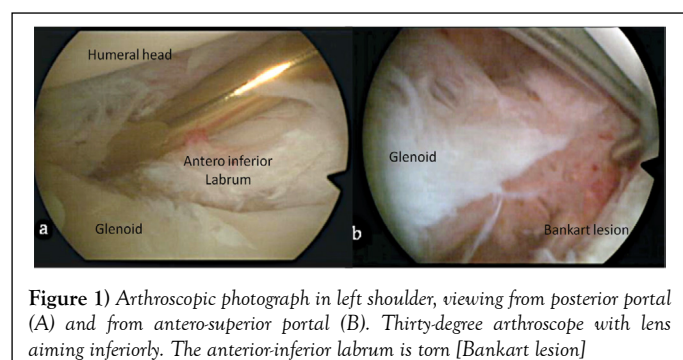 Humeral head
Antero inferior
Labrum
Glenoid
a
Glenoid
Bankart lesion
b
Figure 1) Arthroscopic photograph in left shoulder, viewing from posterior portal
(A) and from antero-superior portal (B). Thirty-degree arthroscope with lens
aiming inferiorly. The anterior-inferior labrum is torn [Bankart lesion]